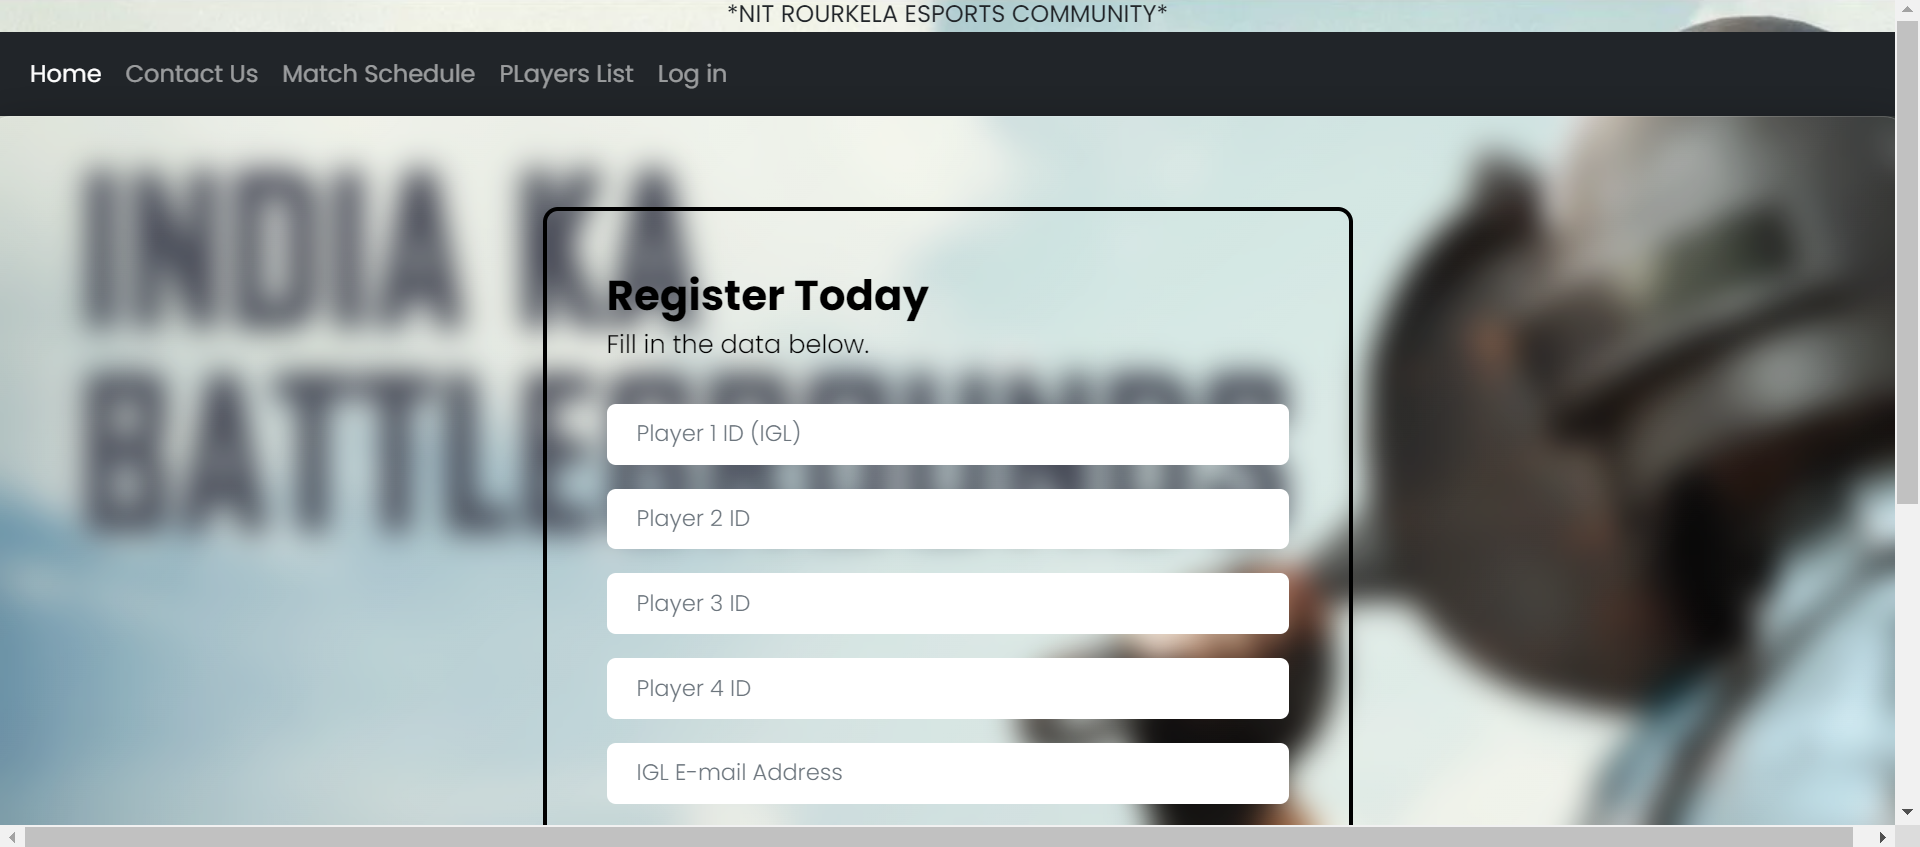 *NIT ROURKELA ESPORTS COMMUNITY*
Home Contact Us Match Schedule PLayers List Log in
INDIA KA
Register Today
Fill in the data below.
BATTLEGROUNDS
Player 1 ID (IGL)
Player 2 ID
Player 3 ID
Player 4 ID
IGL E-mail Address